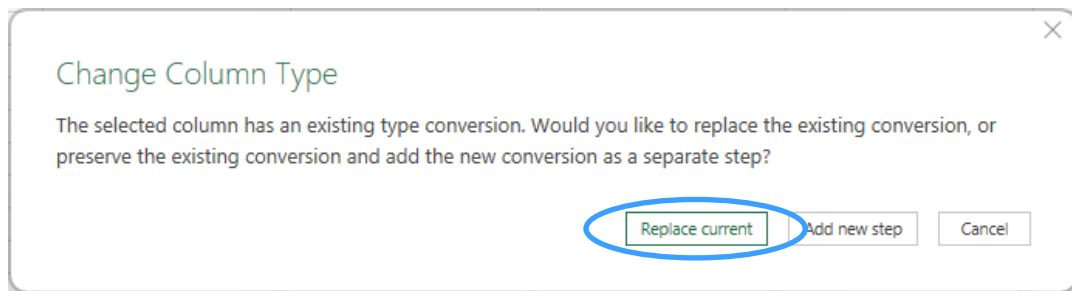 Change Column Type
The selected column has an existing type conversion. Would you like to replace the existing conversion, or
preserve the existing conversion and add the new conversion as a separate step?
Replace current Add new step Cancel